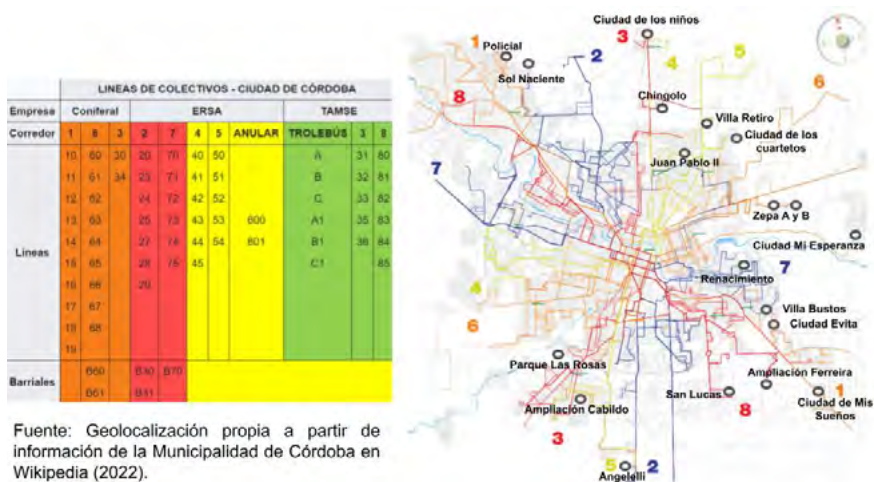 LINEAS DE COLECTIVOS - CIUDAD DE CÓRDOBA
Empresa Coniferal ERSA TAMSE
Corredor 1 6 3 2 7 4 5 ANULAR TROLEBÚS 3 8
10 60 30 20 70 40 50 A 31 80
11 61 34 23 71 41 51 B 32 81
12 62 24 72 42 52 C 33 82
13 63 25 73 43 53 600 A1 35 83
Líneas 14 64 27 74 44 54 601 B1 36 84
15 65 28 75 45 C1 85
16 66 29
17 67
18 68
19
Barriales B60 B30 B70
B61 B31
Fuente: Geolocalización propia a partir de
información de la Municipalidad de Córdoba en
Wikipedia (2022).
Ciudad de los niños
1 Policial 3
2 5
Sol Naciente 4
6
8 Chingolo
Villa Retiro
Ciudad de los
cuartetos
Juan Pablo II
7
Zepa A y B
Ciudad Mi Esperanza
Renacimiento 7
4
Villa Bustos
6 Ciudad Evita
Parque Las Rosas
Ampliación Ferreira
San Lucas 1
Ampliación Cabildo 8 Ciudad de Mis
Sueños
3
5 2
Angelelli